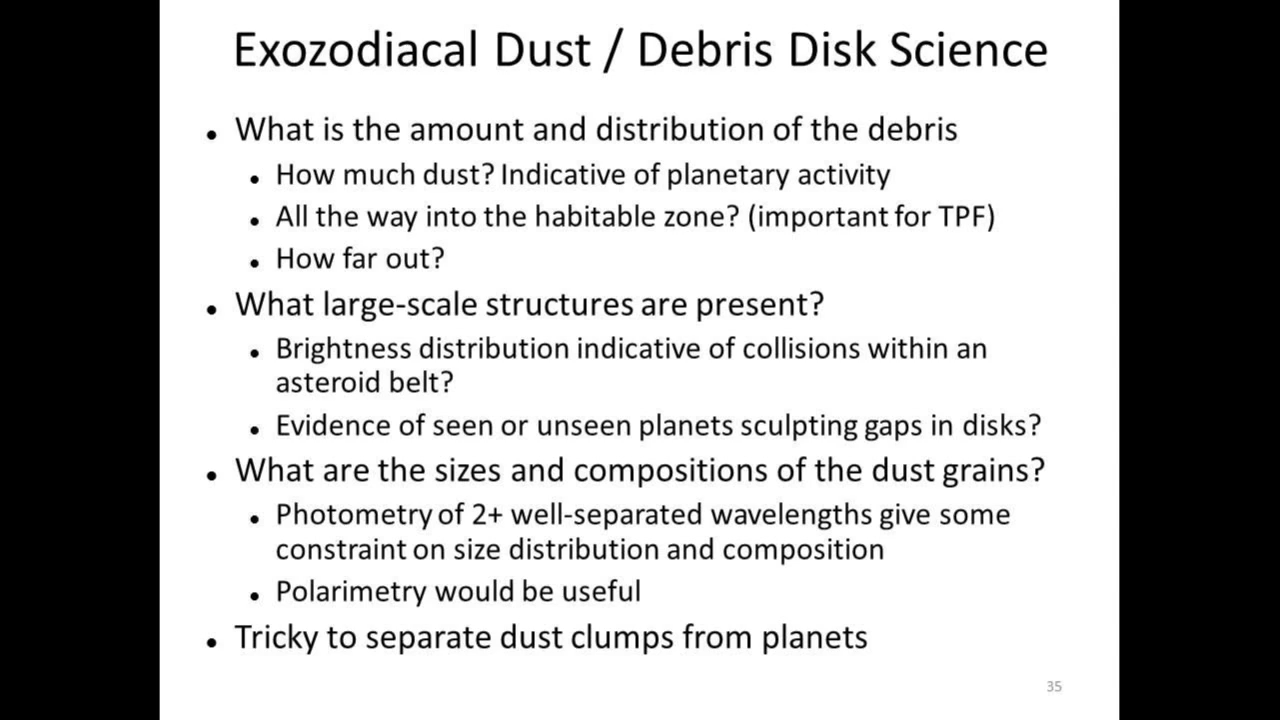 Exozodiacal Dust / Debris Disk Science
• What is the amount and distribution of the debris
• How much dust? Indicative of planetary activity
• All the way into the habitable zone? (important for TPF)
• How far out?
• What large-scale structures are present?
• Brightness distribution indicative of collisions within an
asteroid belt?
• Evidence of seen or unseen planets sculpting gaps in disks?
• What are the sizes and compositions of the dust grains?
• Photometry of 2+ well-separated wavelengths give some
constraint on size distribution and composition
• Polarimetry would be useful
• Tricky to separate dust clumps from planets
35